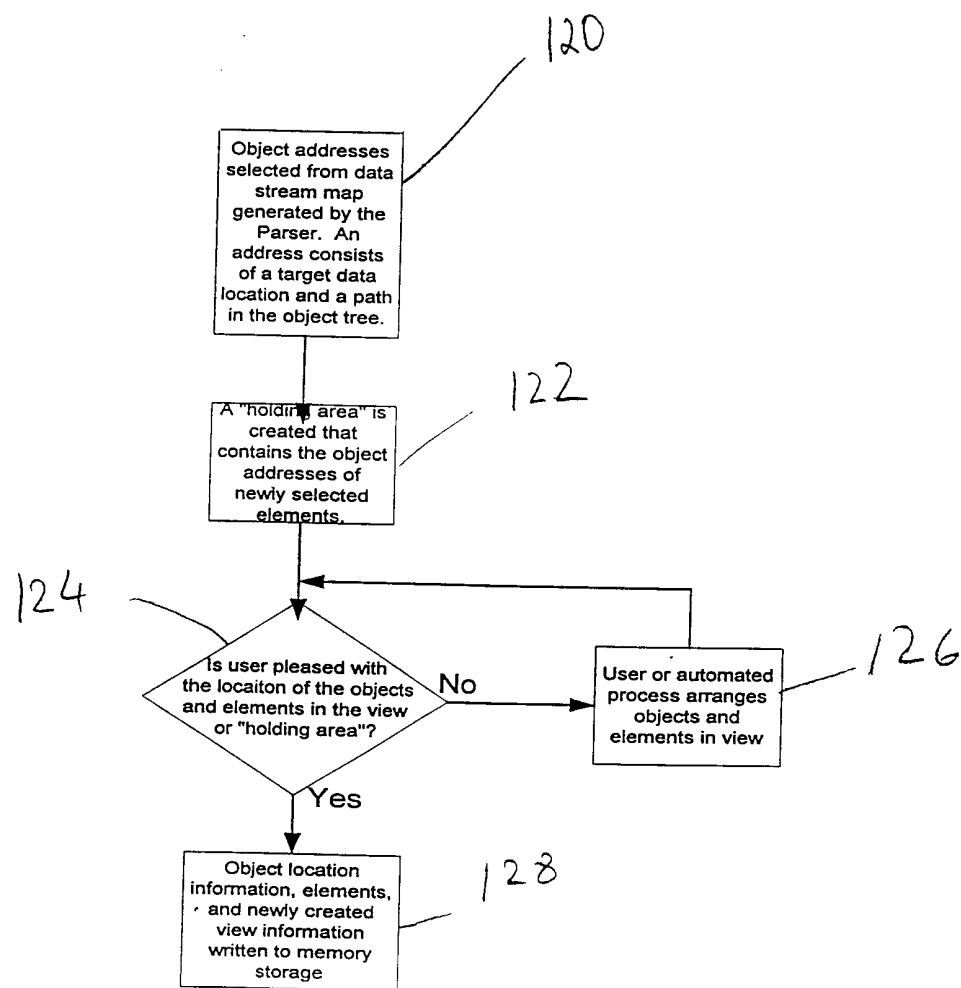 120
Object addresses
selected from data
stream map
generated by the
Parser. An
address consists
of a target data
location and a path
in the object tree.
122
A "holding area" is
created that
contains the object
addresses of
newly selected
elements.
124
Is user pleased with
the locaiton of the objects
and elements in the view
or "holding area"?
No
User or automated
process arranges
objects and
elements in view
126
Yes
Object location
information, elements,
and newly created
view information
written to memory
storage
128